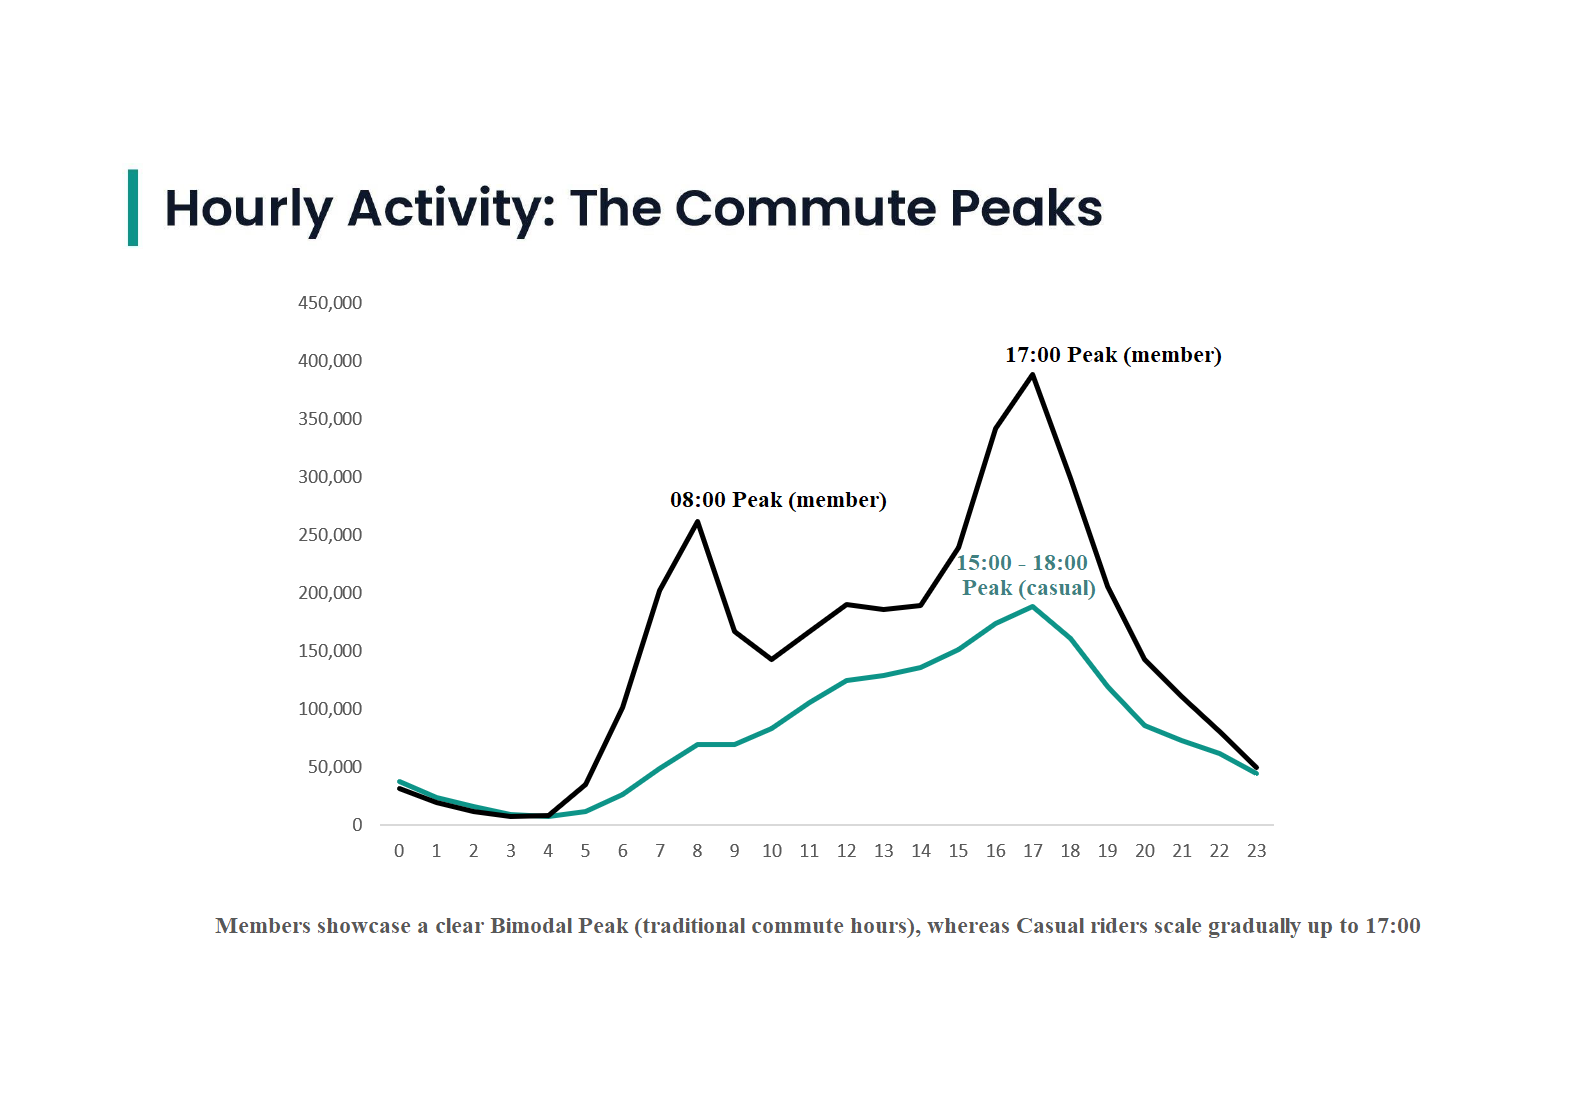 Hourly Activity: The Commute Peaks
450,000
400,000
350,000
300,000
250,000
200,000
150,000
100,000
50,000
0
17:00 Peak (member)
08:00 Peak (member)
15:00 - 18:00
Peak (casual)
0 1 2 3 4 5 6 7 8 9 10 11 12 13 14 15 16 17 18 19 20 21 22 23
Members showcase a clear Bimodal Peak (traditional commute hours), whereas Casual riders scale gradually up to 17:00